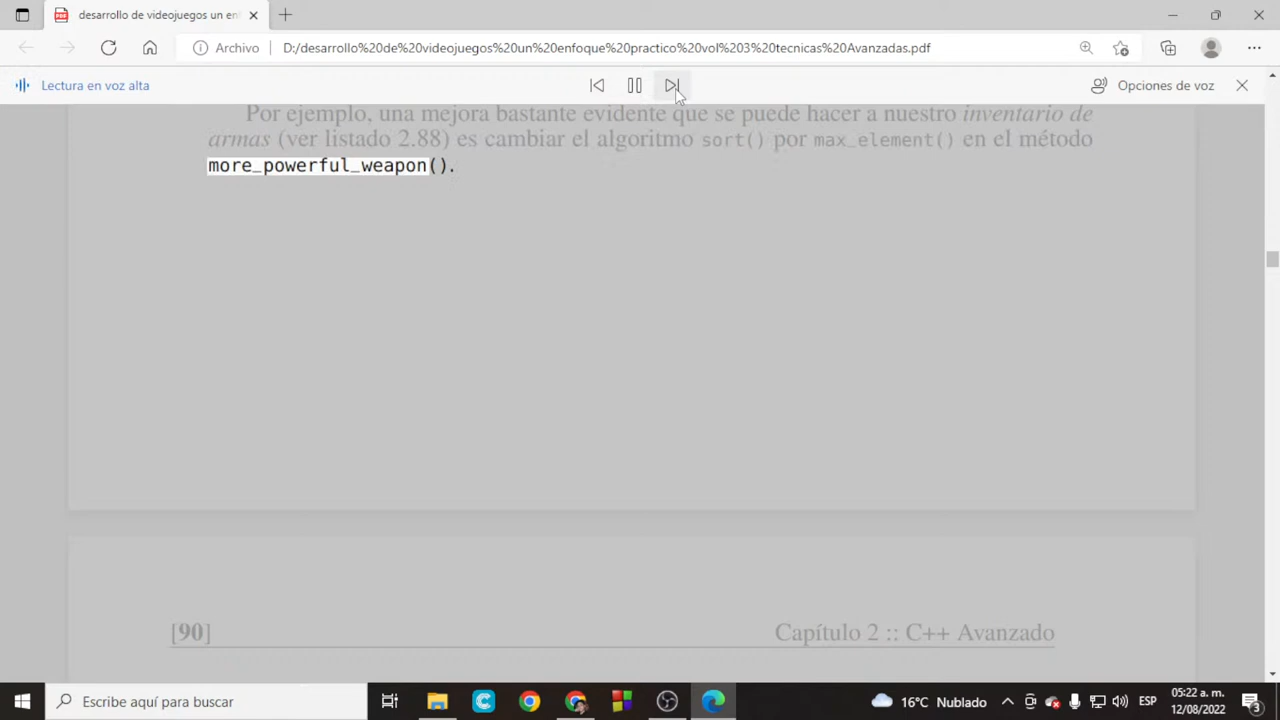 desarrollo de videojuegos un en
Archivo
D:/desarrollo%20de%20videojuegos%20un%20enfoque%20practico%20vol%203%20tecnicas%20Avanzadas.pdf
Lectura en voz alta
Opciones de voz
Por ejemplo, una mejora bastante evidente que se puede hacer a nuestro inventario de
armas (ver listado 2.88) es cambiar el algoritmo sort() por max_element() en el método
more_powerful_weapon().
[90]
Capítulo 2 :: C++ Avanzado
Escribe aquí para buscar
16°C Nublado
ESP
05:22 a. m.
12/08/2022
3